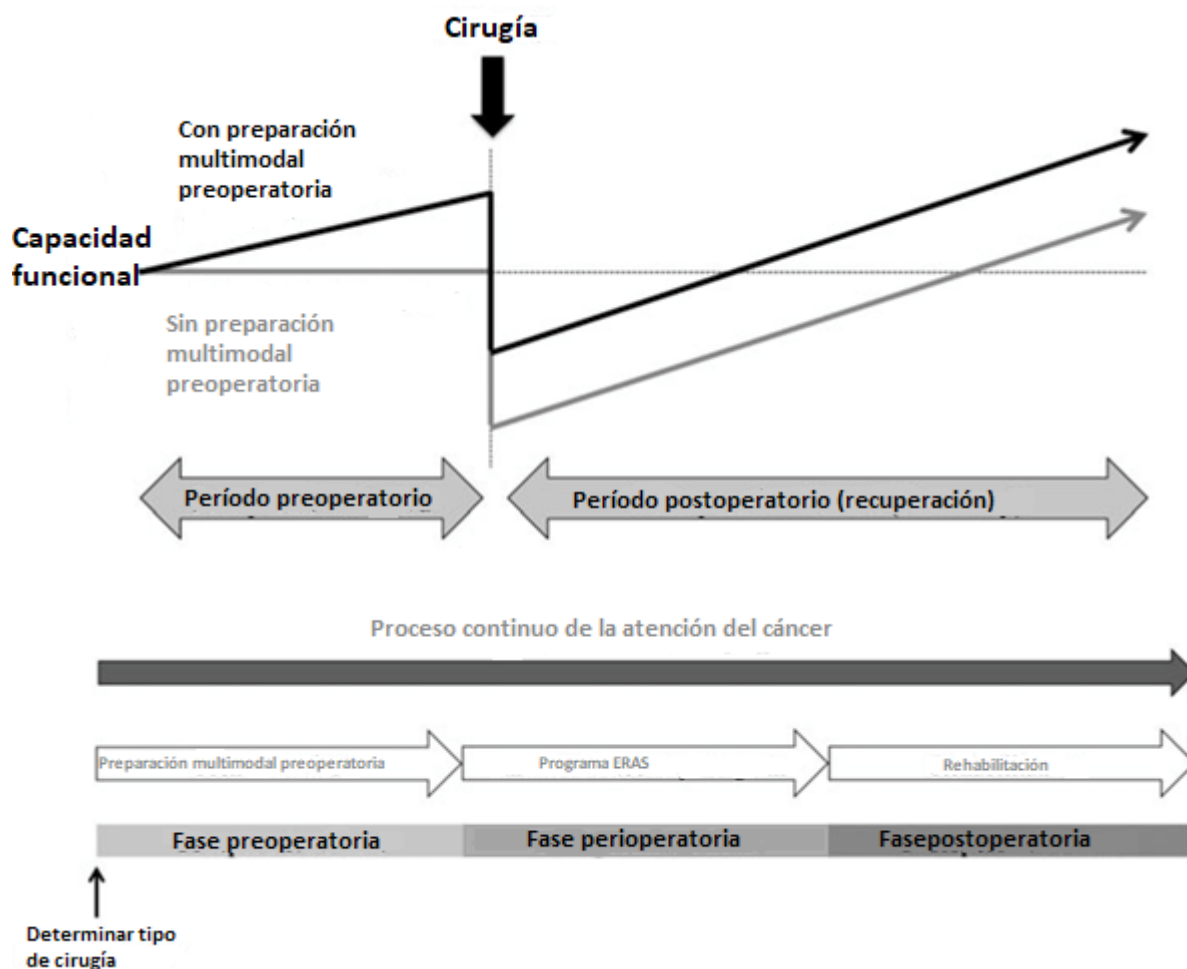 Cirugía
Con preparación
multimodal
preoperatoria
Capacidad
funcional
Sin preparación
multimodal
preoperatoria
Período preoperatorio
Período postoperatorio (recuperación)
Proceso continuo de la atención del cáncer
Preparación multimodal preoperatoria
Programa ERAS
Rehabilitación
Fase preoperatoria
Fase perioperatoria
Fasepostoperatoria
Determinar tipo
de cirugía